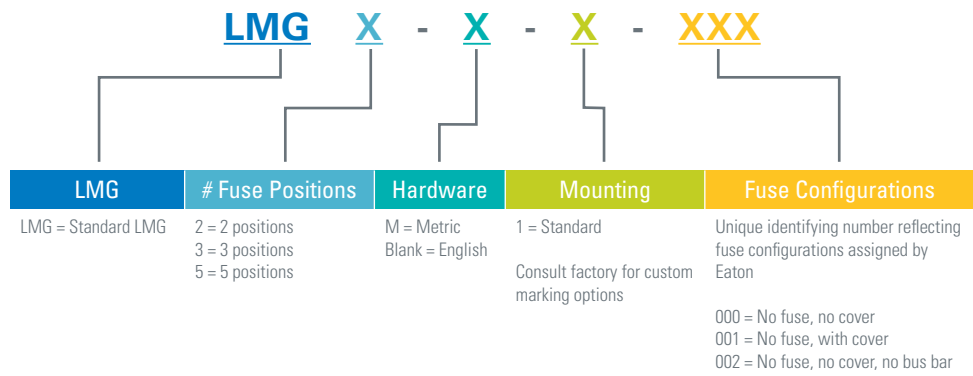 LMG X - X - X - XXX
LMG
# Fuse Positions
Hardware
Mounting
Fuse Configurations
LMG = Standard LMG
2 = 2 positions
3 = 3 positions
5 = 5 positions
M = Metric
Blank = English
1 = Standard
Consult factory for custom
marking options
Unique identifying number reflecting
fuse configurations assigned by
Eaton
000 = No fuse, no cover
001 = No fuse, with cover
002 = No fuse, no cover, no bus bar